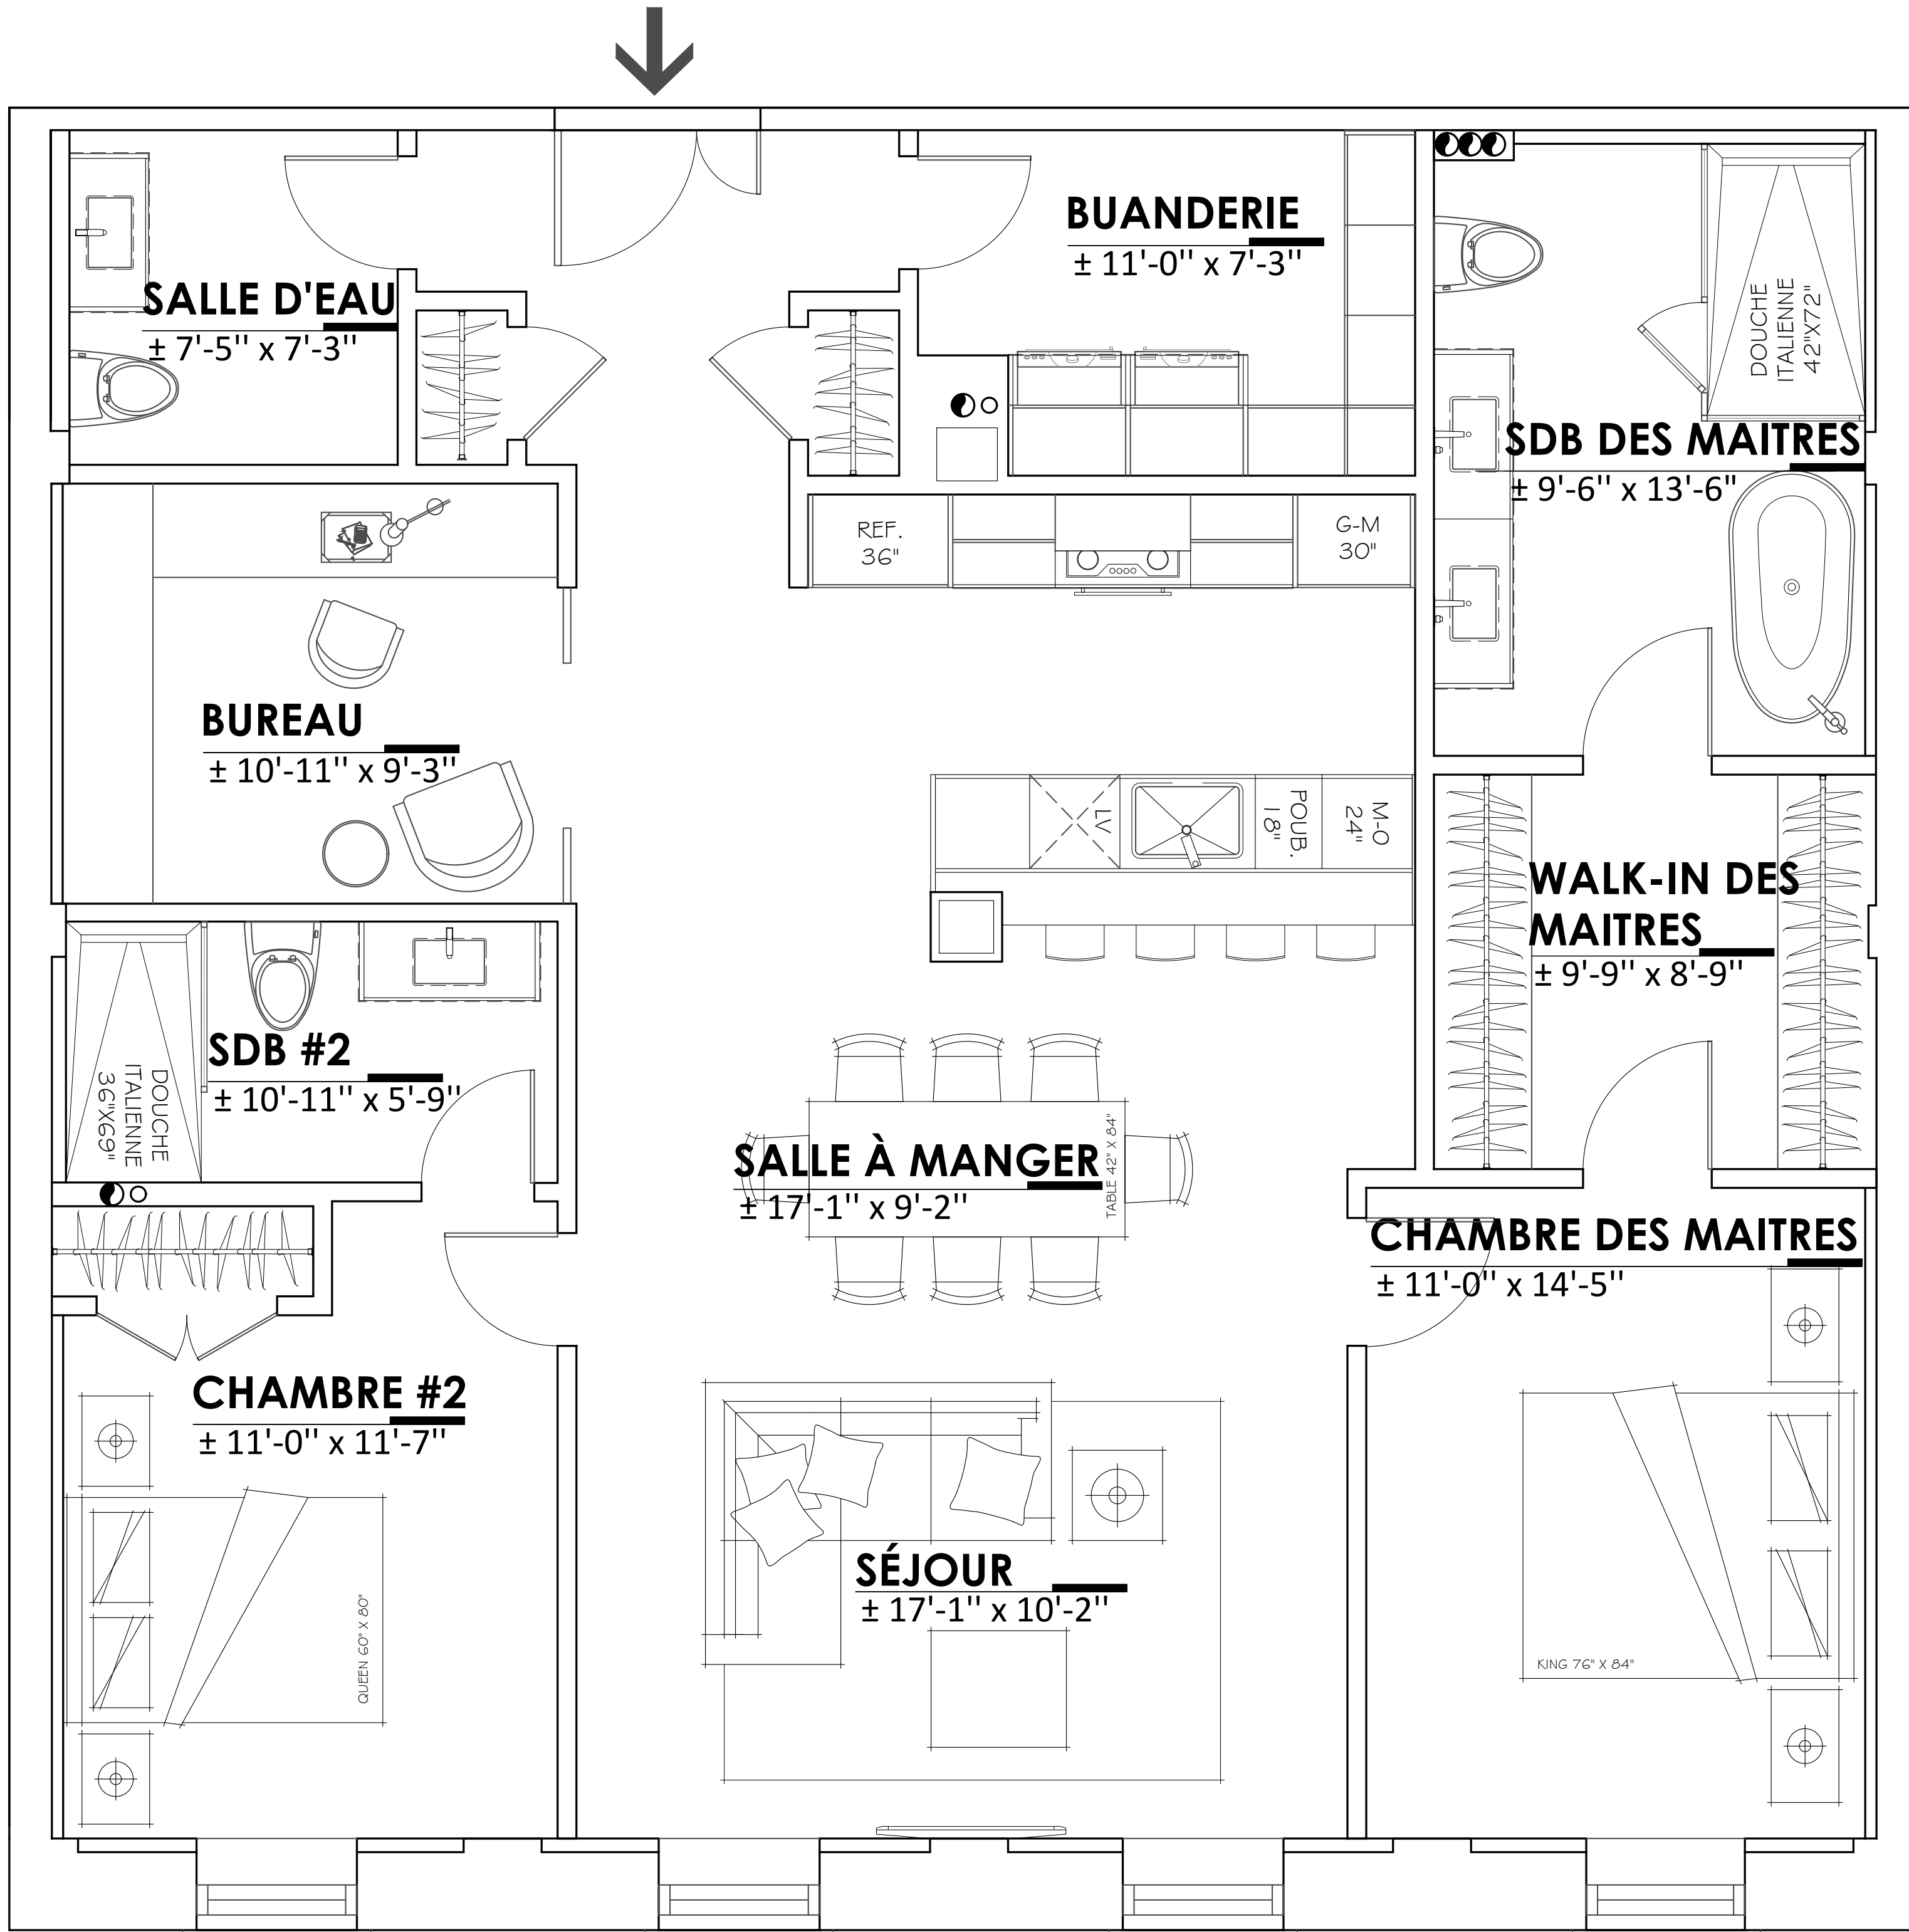 BUANDERIE
± 11'-0'' x 7'-3''
SALLE D'EAU
± 7'-5'' x 7'-3''
DOUCHE
ITALIENNE
42"X72"
SDB DES MAITRES
± 9'-6'' x 13'-6"
REF.
36"
G-M
30"
BUREAU
± 10'-11'' x 9'-3''
LV
POUB.
18"
M-O
24"
WALK-IN DES
MAITRES
± 9'-9'' x 8'-9''
SDB #2
± 10'-11'' x 5'-9''
DOUCHE
ITALIENNE
36"X69"
SALLE À MANGER
± 17'-1'' x 9'-2''
TABLE 42" X 84"
CHAMBRE DES MAITRES
± 11'-0'' x 14'-5''
CHAMBRE #2
± 11'-0'' x 11'-7''
QUEEN 60" X 80"
SÉJOUR
± 17'-1'' x 10'-2''
KING 76" X 84"